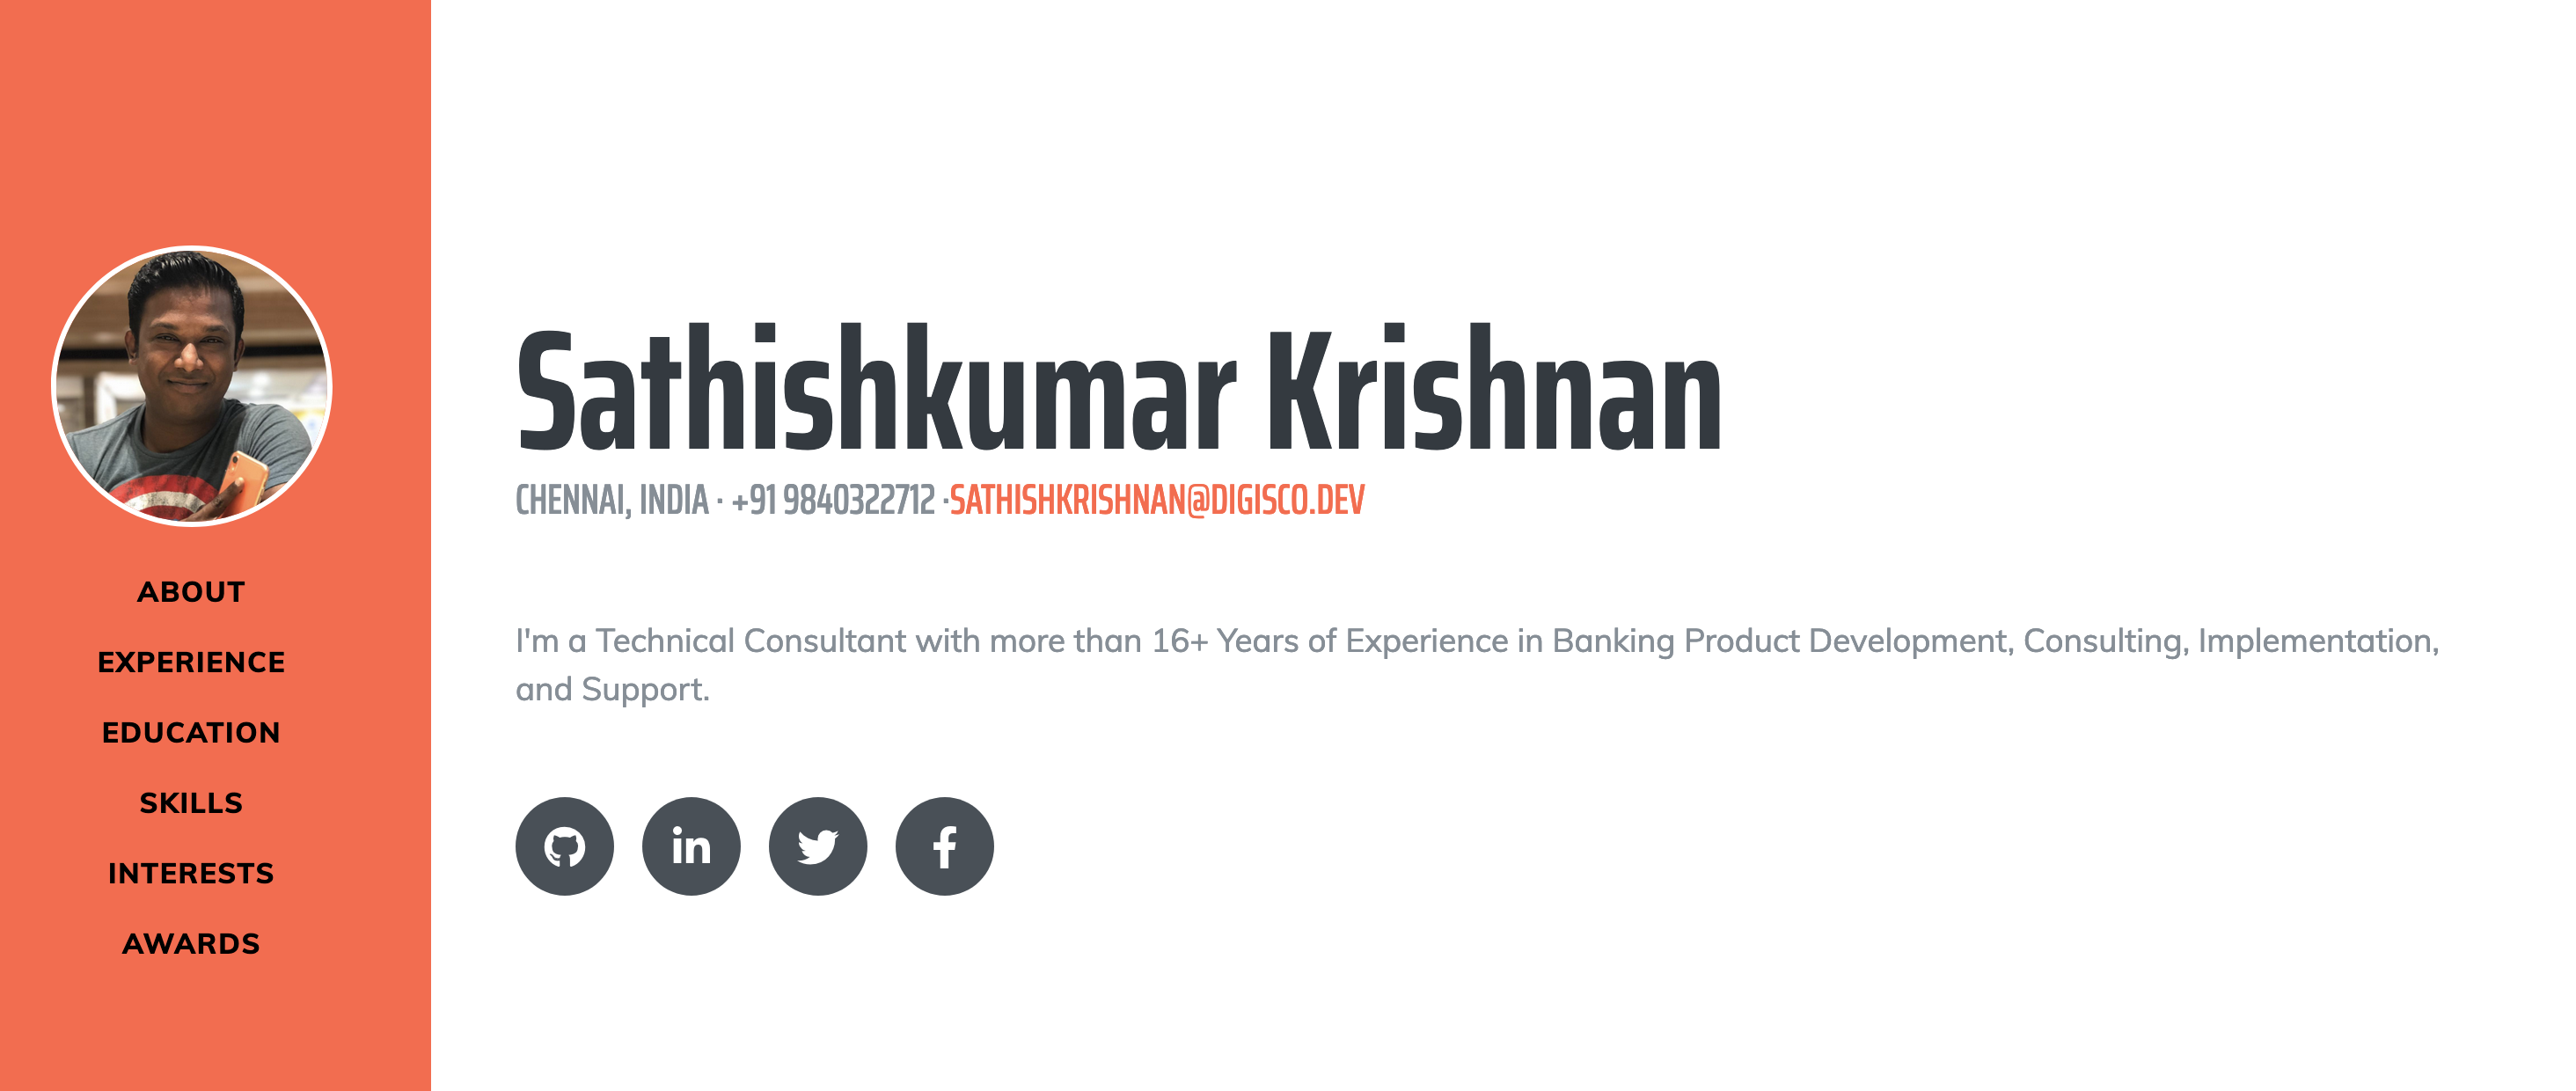 ABOUT
EXPERIENCE
EDUCATION
SKILLS
INTERESTS
AWARDS
Sathishkumar Krishnan
CHENNAI, INDIA · +91 9840322712 ·SATHISHKRISHNAN@DIGISCO.DEV
I'm a Technical Consultant with more than 16+ Years of Experience in Banking Product Development, Consulting, Implementation,
and Support.